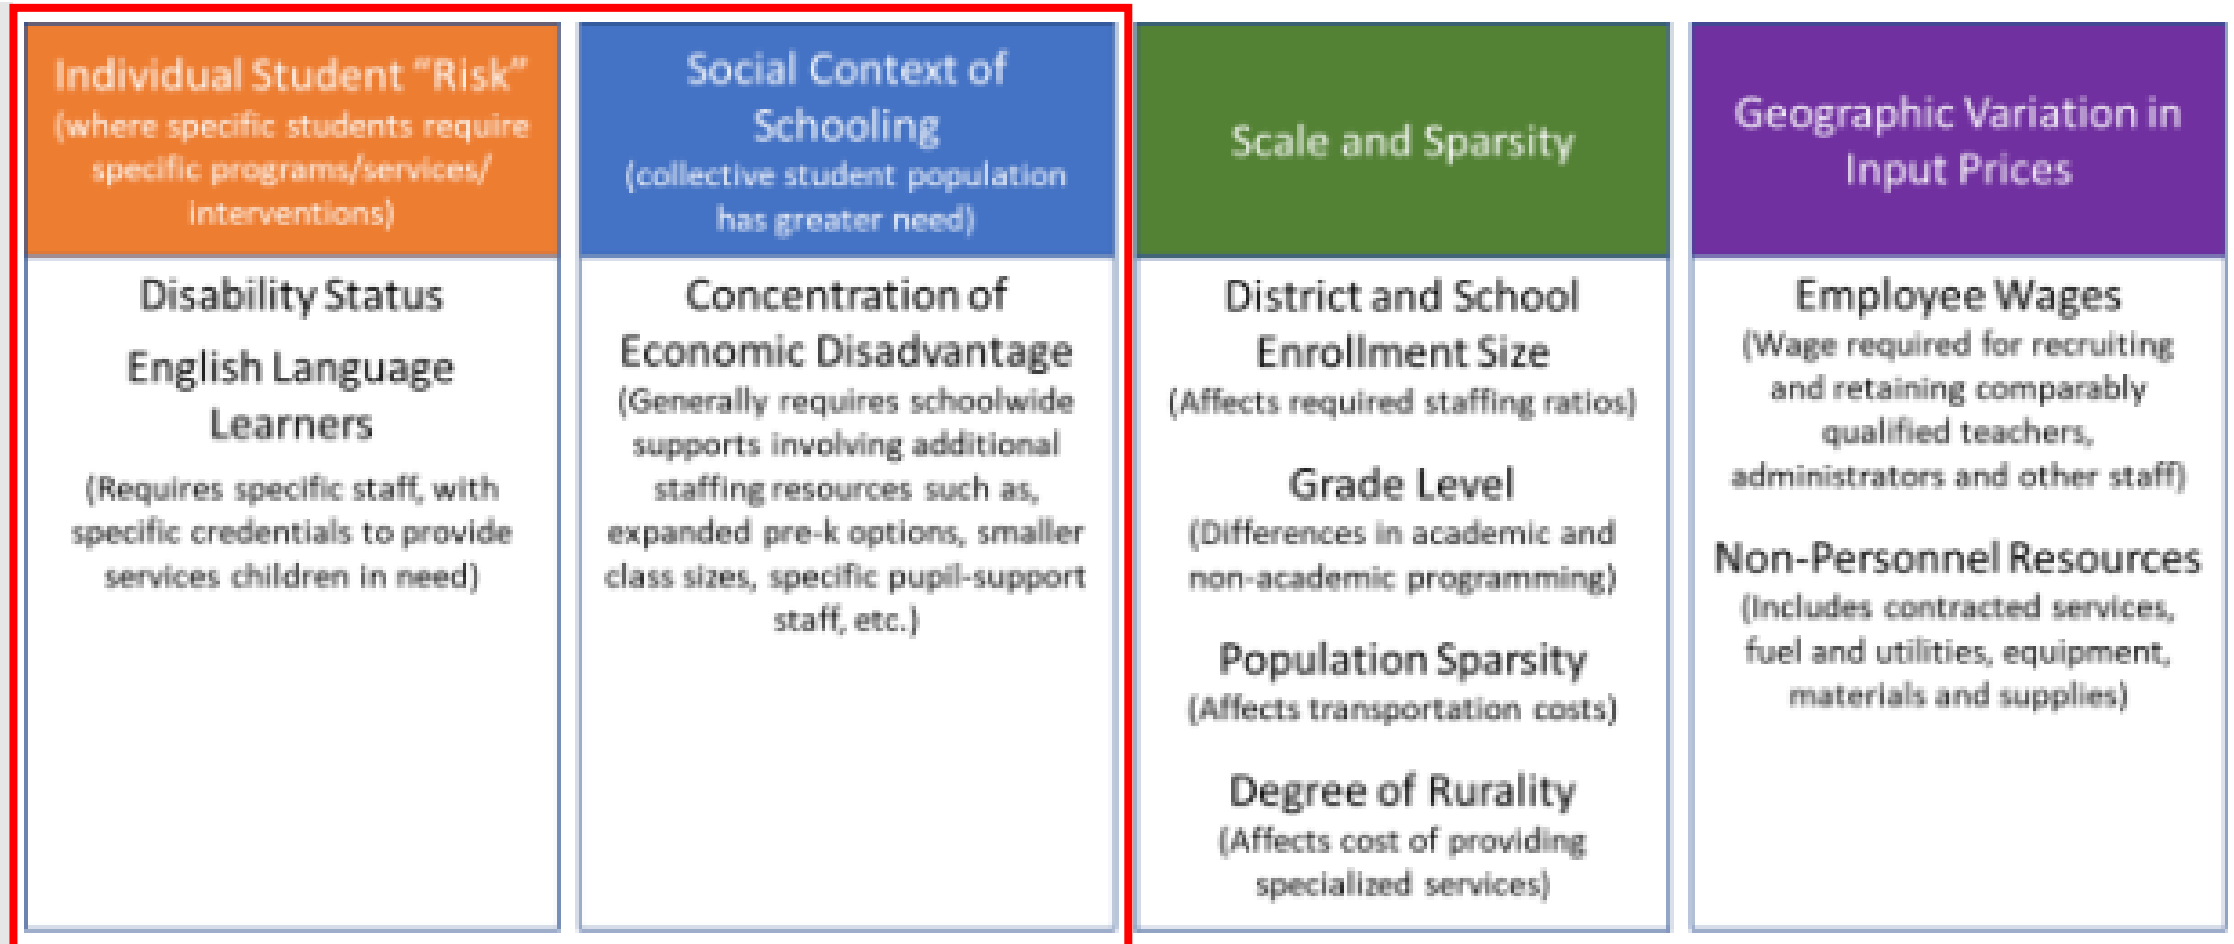 Individual Student “Risk”
(where specific students require
specific programs/services/
interventions)
Disability Status
English Language
Learners
(Requires specific staff, with
specific credentials to provide
services children in need)
Social Context of
Schooling
(collective student population
has greater need)
Concentration of
Economic Disadvantage
(Generally requires schoolwide
supports involving additional
staffing resources such as,
expanded pre-k options, smaller
class sizes, specific pupil-support
staff, etc.)
Scale and Sparsity
District and School
Enrollment Size
(Affects required staffing ratios)
Grade Level
(Differences in academic and
non-academic programming)
Population Sparsity
(Affects transportation costs)
Degree of Rurality
(Affects cost of providing
specialized services)
Geographic Variation in
Input Prices
Employee Wages
(Wage required for recruiting
and retaining comparably
qualified teachers,
administrators and other staff)
Non-Personnel Resources
(Includes contracted services,
fuel and utilities, equipment,
materials and supplies)